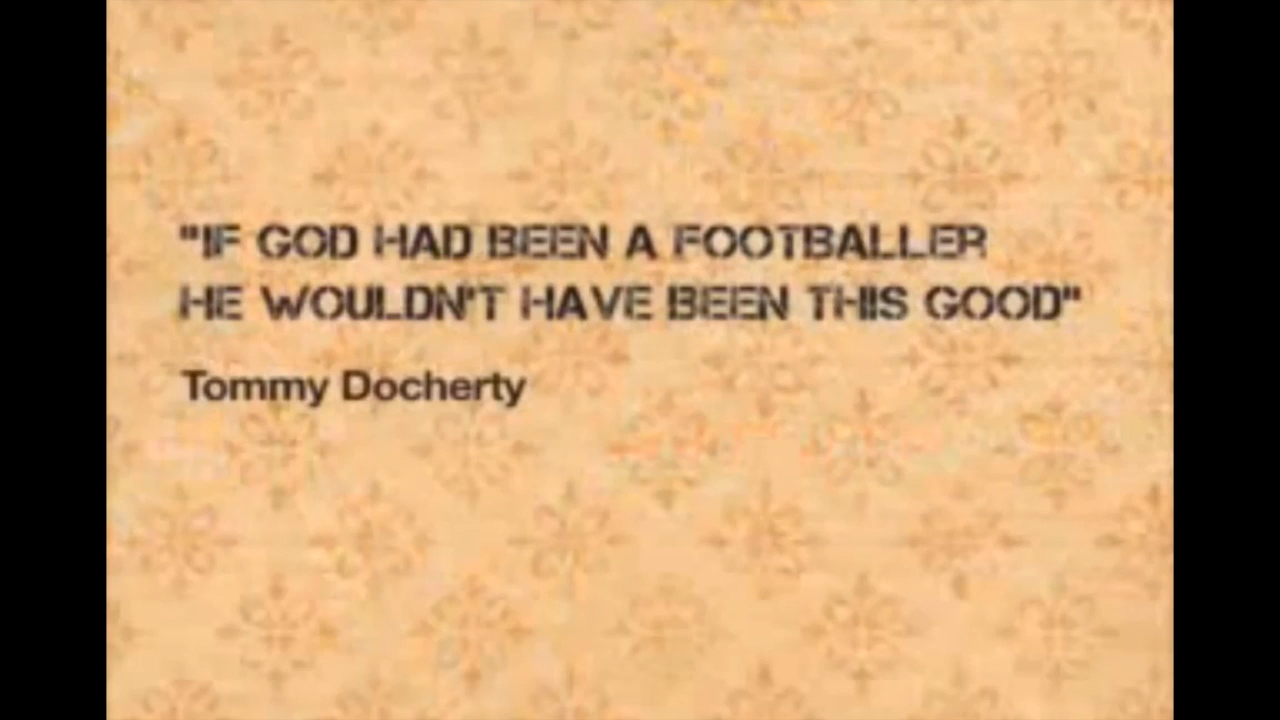 "IF GOD HAD BEEN A FOOTBALLER
HE WOULDN'T HAVE BEEN THIS GOOD"
Tommy Docherty